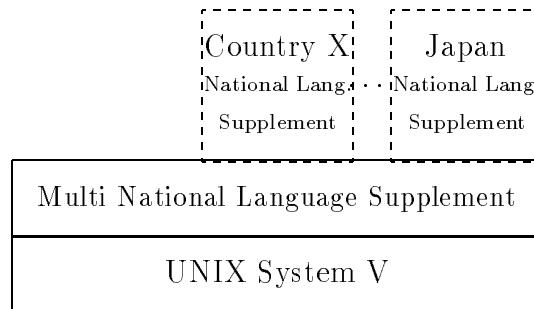 Country X
National Lang.
Supplement
· · ·
Japan
National Lang
Supplement
Multi National Language Supplement
UNIX System V